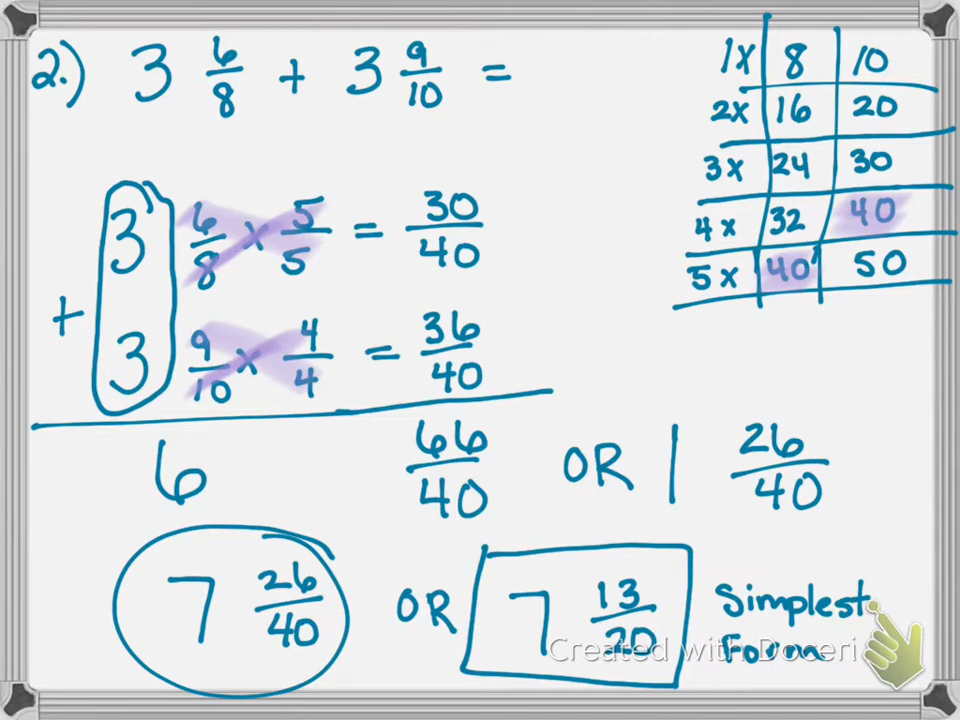 2.) 3 6/8 + 3 9/10 =
1x 8 10
2x 16 20
3x 24 30
4x 32 40
5x 40 50
3 6/8 x 5/5 = 30/40
+
3 9/10 x 4/4 = 36/40
6 66/40 OR 1 26/40
7 26/40 OR 7 13/20 Simplest
Form
Created with Doceri